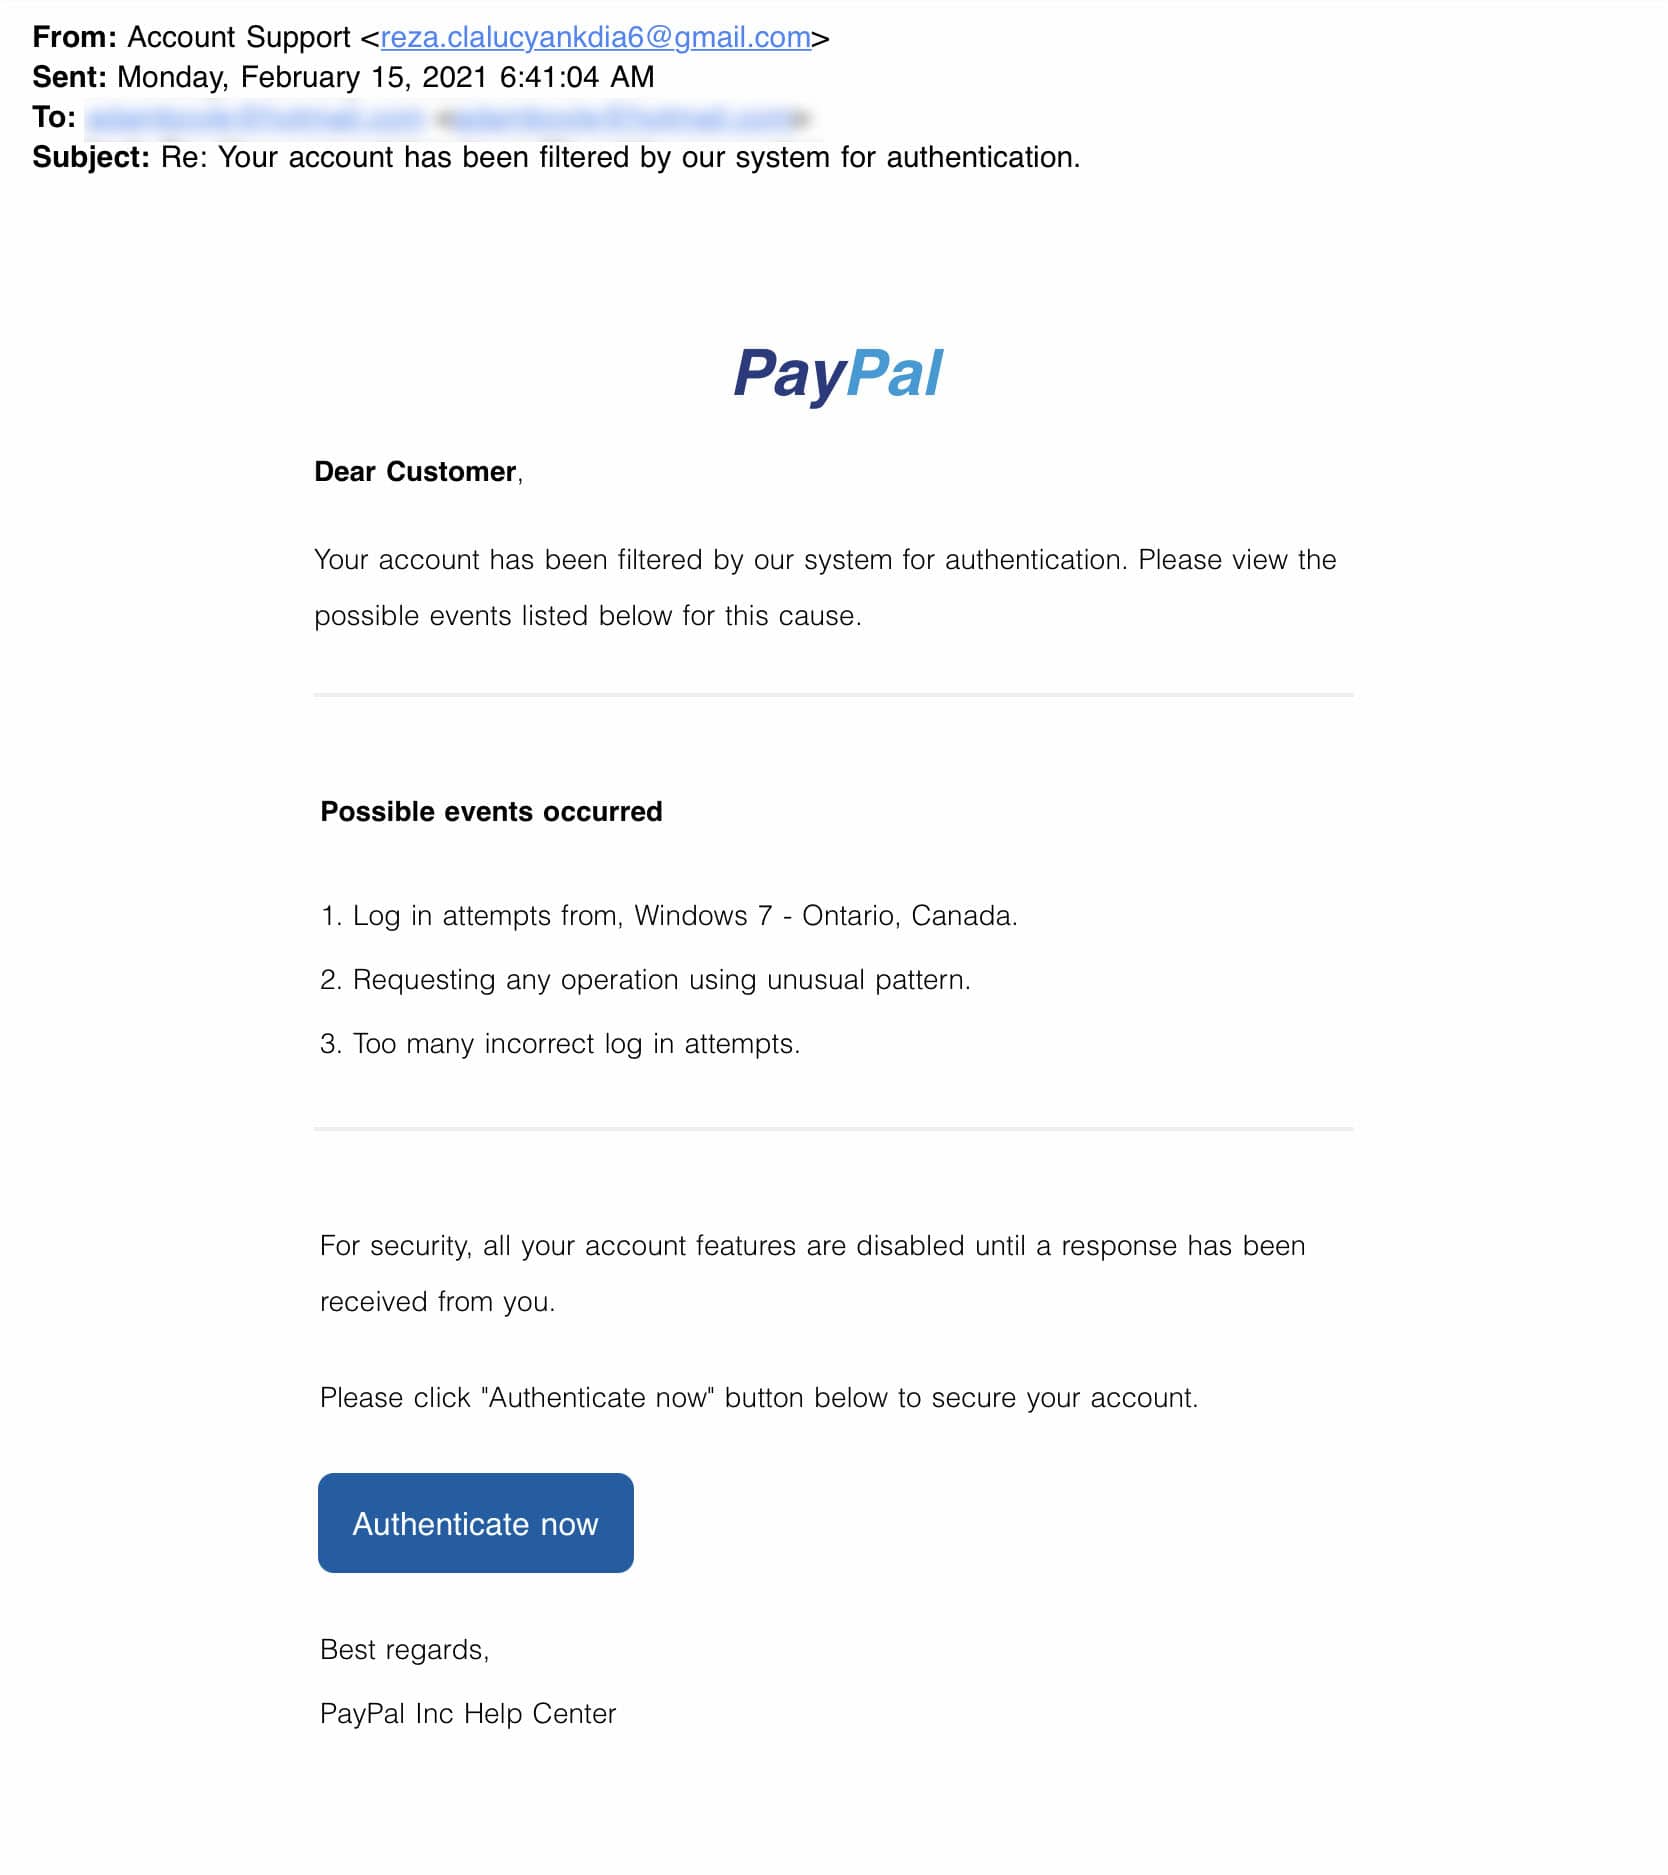 From: Account Support <reza.clalucyankdia6@gmail.com>
Sent: Monday, February 15, 2021 6:41:04 AM
To:
Subject: Re: Your account has been filtered by our system for authentication.
PayPal
Dear Customer,
Your account has been filtered by our system for authentication. Please view the
possible events listed below for this cause.
Possible events occurred
1. Log in attempts from, Windows 7 - Ontario, Canada.
2. Requesting any operation using unusual pattern.
3. Too many incorrect log in attempts.
For security, all your account features are disabled until a response has been
received from you.
Please click "Authenticate now" button below to secure your account.
Authenticate now
Best regards,
PayPal Inc Help Center